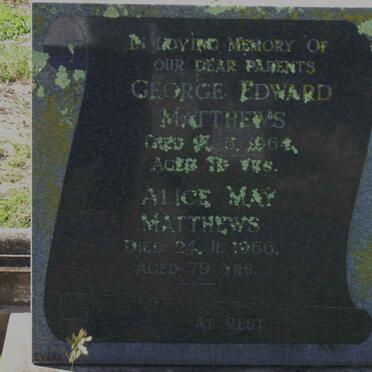 IN LOVING MEMORY OF
OUR DEAR PARENTS
GEORGE EDWARD
MATTHEWS
DIED 1964.
AGED YRS.
ALICE MAY
MATTHEWS
DIED 24. 11. 1966.
AGED 79 YRS.
AT REST
EVANS